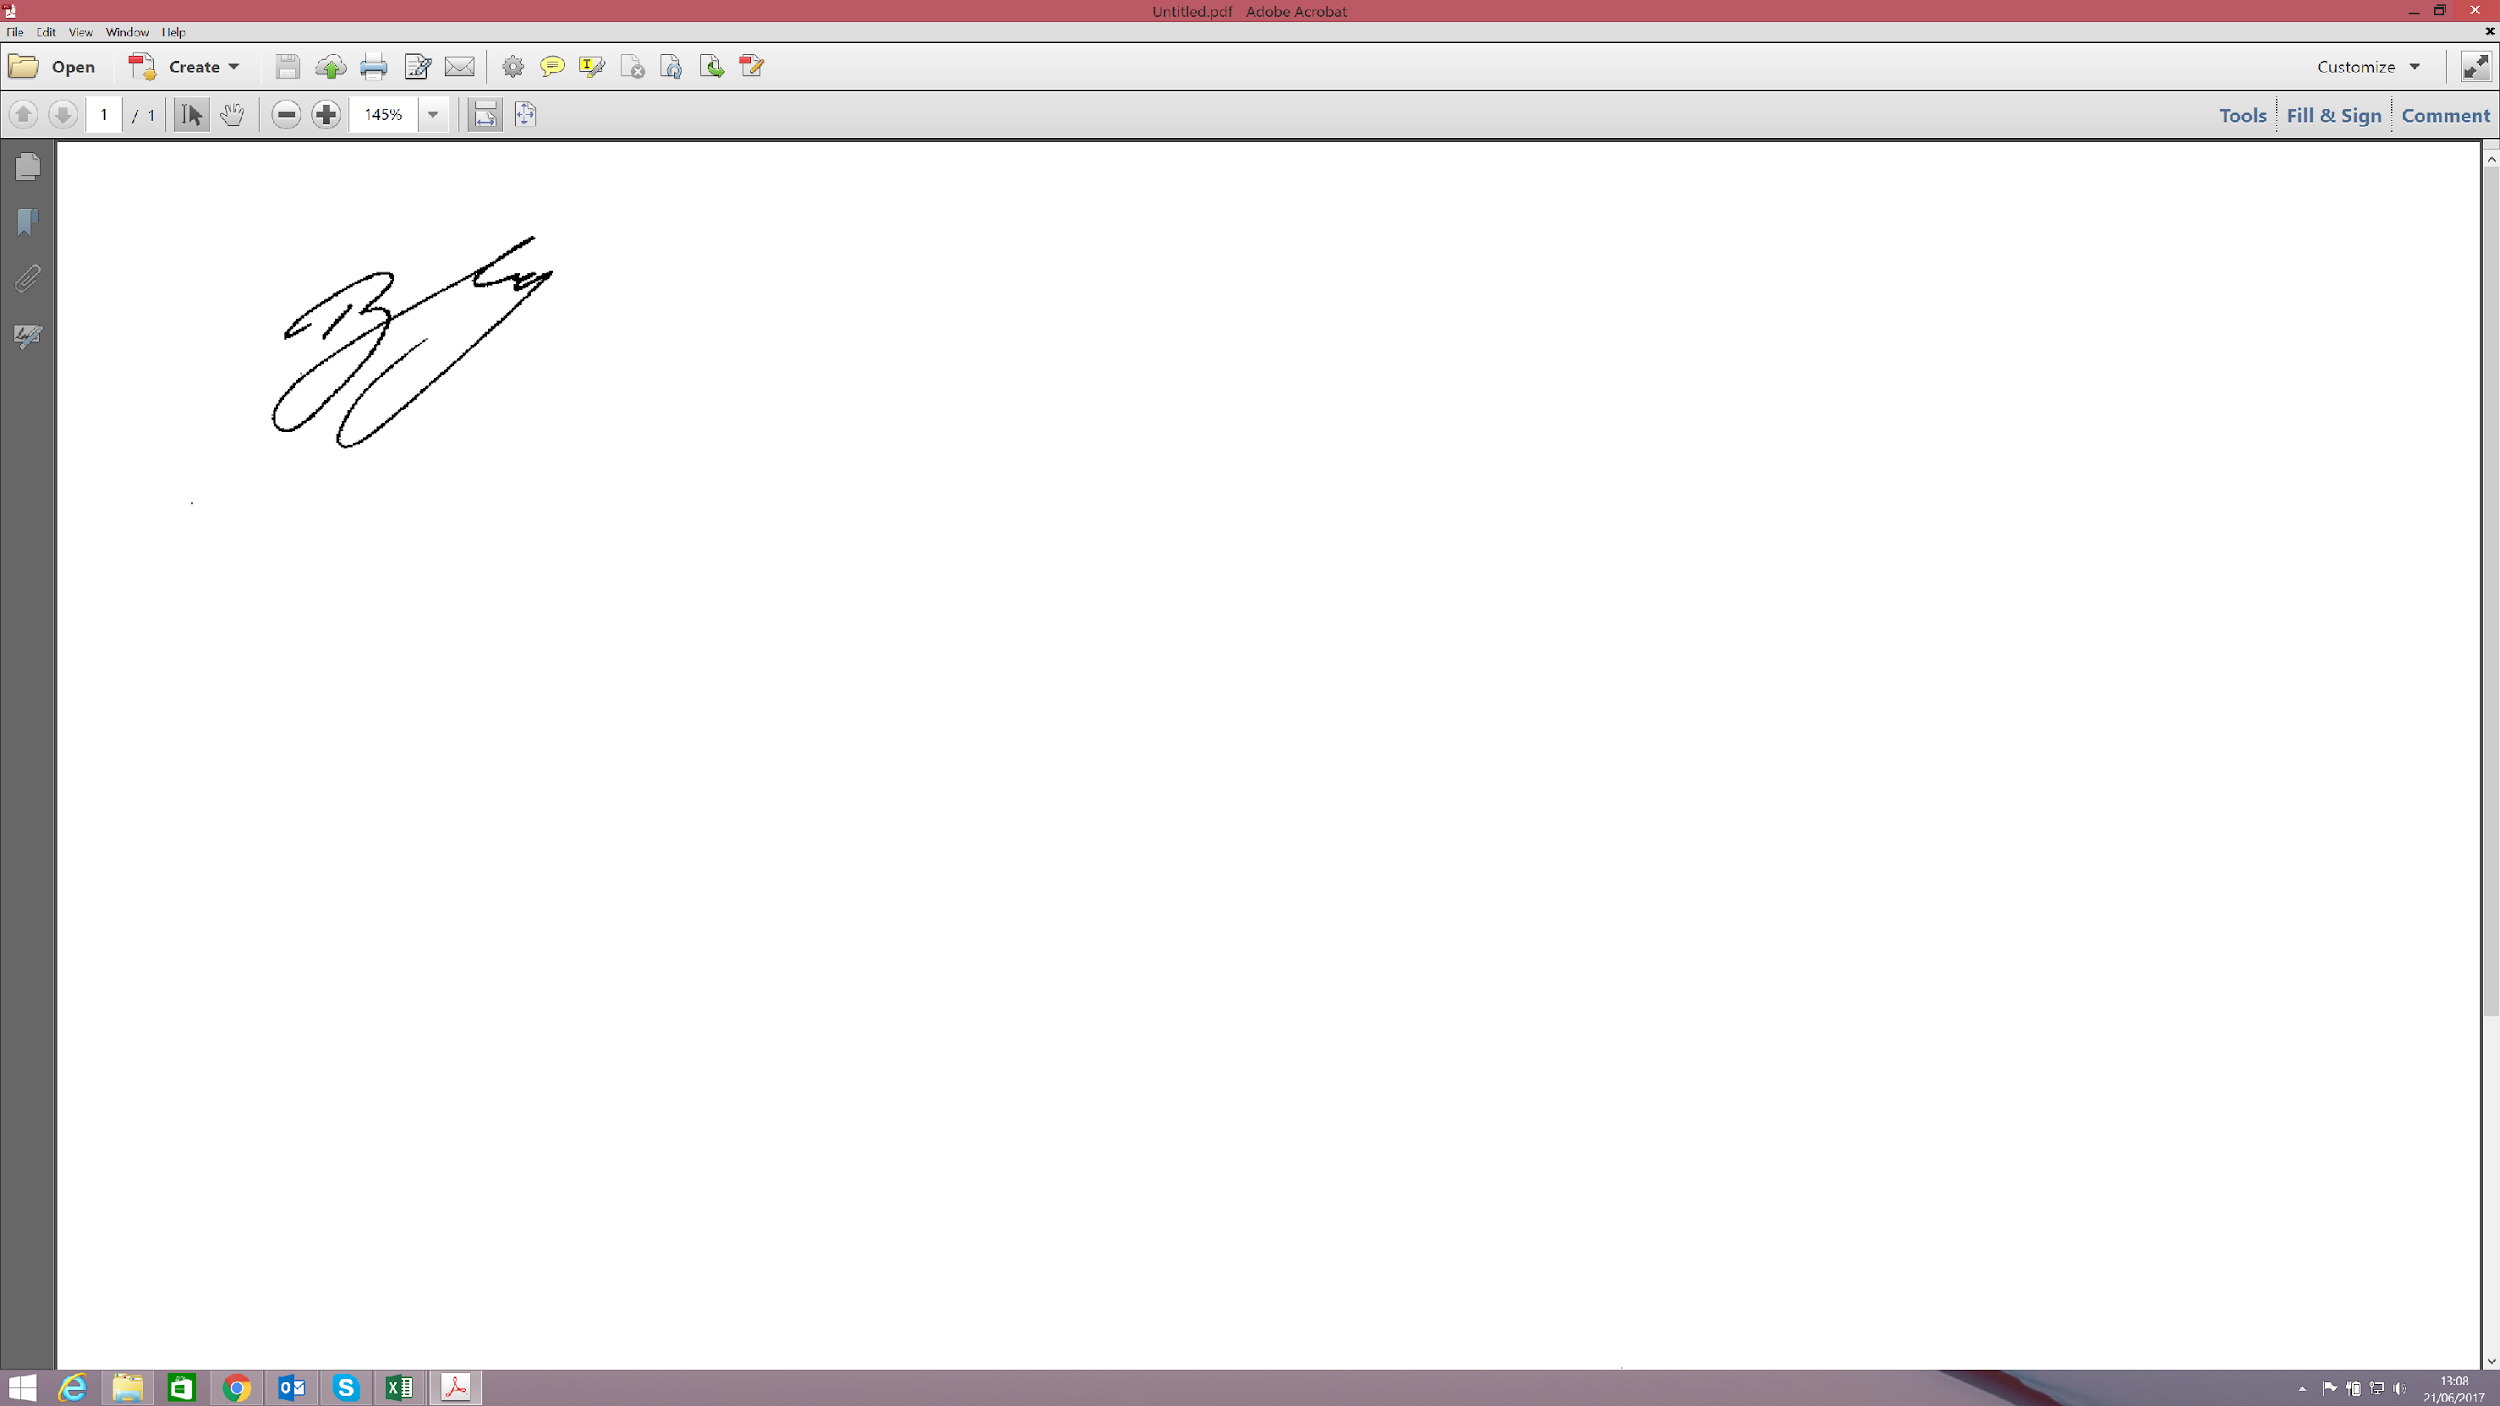 Untitled.pdf Adobe Acrobat
File Edit View Window Help
Open Create Customize
1 / 1 145% Tools Fill & Sign Comment
13:08
21/06/2017